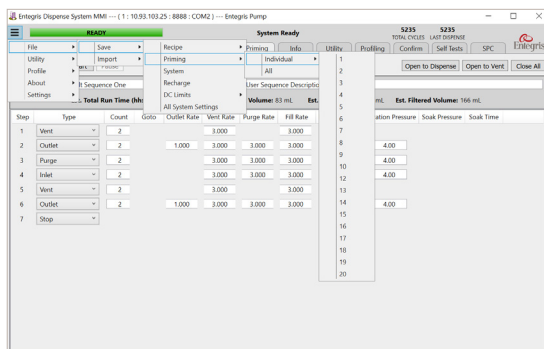 Entegris Dispense System MMI --- ( 1 : 10.93.103.25 : 8888 : COM2 ) --- Entegris Pump
READY
System Ready
5235 5235
TOTAL CYCLES LAST DISPENSE
Entegris
File Save Recipe Priming Info Utility Profiling Confirm Self Tests SPC
Utility Import Priming Individual 1
Profile System All 2
About Recharge 3
Settings DC Limits 4
All System Settings 5
6
7
8
9
10
12
13
14
15
16
17
18
19
20
Pause Open to Dispense Open to Vent Close All
Sequence One User Sequence
Total Run Time Volume: 83 mL Est. mL Est. Filtered Volume: 166 mL
Step Type Count Goto Outlet Rate Vent Rate Purge Rate Fill Rate Pressure Soak Pressure Soak Time
1 Vent 2 3.000 3.000
2 Outlet 2 1.000 3.000 3.000 3.000 4.00
3 Purge 2 3.000 3.000 3.000 4.00
4 Inlet 2 3.000 3.000 3.000 4.00
5 Vent 2 3.000 3.000
6 Outlet 2 1.000 3.000 3.000 3.000 4.00
7 Stop